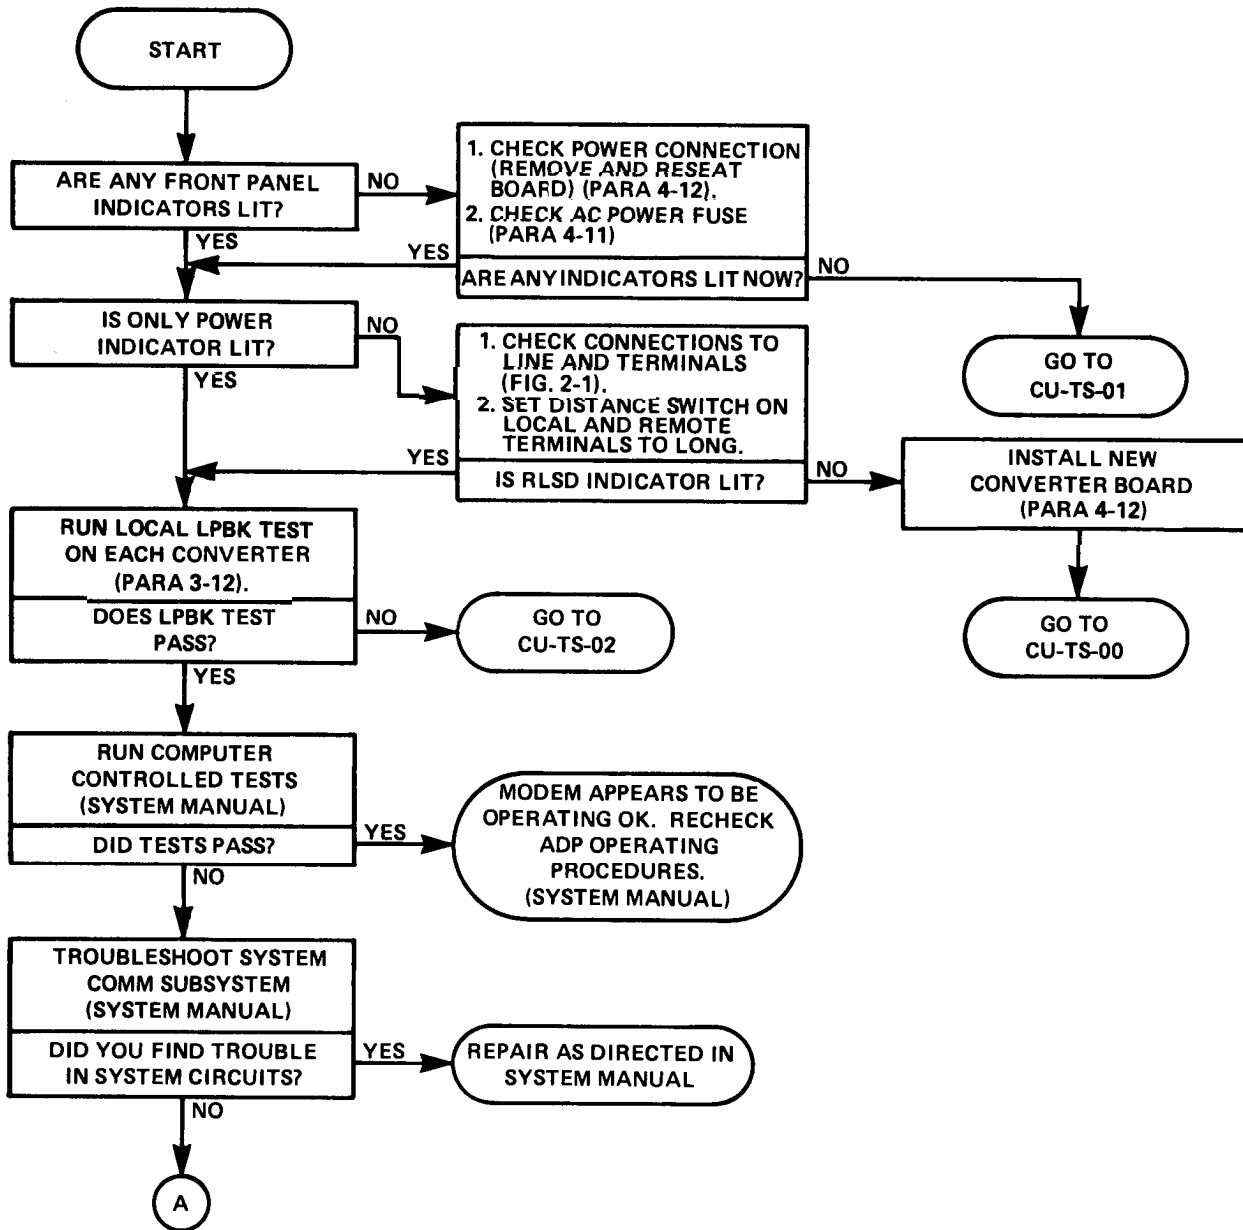 START
ARE ANY FRONT PANEL
INDICATORS LIT?
NO
YES
1. CHECK POWER CONNECTION
(REMOVE AND RESEAT
BOARD) (PARA 4-12).
2. CHECK AC POWER FUSE
(PARA 4-11)
YES
ARE ANY INDICATORS LIT NOW?
NO
GO TO
CU-TS-01
IS ONLY POWER
INDICATOR LIT?
NO
YES
1. CHECK CONNECTIONS TO
LINE AND TERMINALS
(FIG. 2-1).
2. SET DISTANCE SWITCH ON
LOCAL AND REMOTE
TERMINALS TO LONG.
YES
IS RLSD INDICATOR LIT?
NO
INSTALL NEW
CONVERTER BOARD
(PARA 4-12)
GO TO
CU-TS-00
RUN LOCAL LPBK TEST
ON EACH CONVERTER
(PARA 3-12).
DOES LPBK TEST
PASS?
NO
YES
GO TO
CU-TS-02
RUN COMPUTER
CONTROLLED TESTS
(SYSTEM MANUAL)
DID TESTS PASS?
YES
NO
MODEM APPEARS TO BE
OPERATING OK. RECHECK
ADP OPERATING
PROCEDURES.
(SYSTEM MANUAL)
TROUBLESHOOT SYSTEM
COMM SUBSYSTEM
(SYSTEM MANUAL)
DID YOU FIND TROUBLE
IN SYSTEM CIRCUITS?
YES
NO
REPAIR AS DIRECTED IN
SYSTEM MANUAL
A